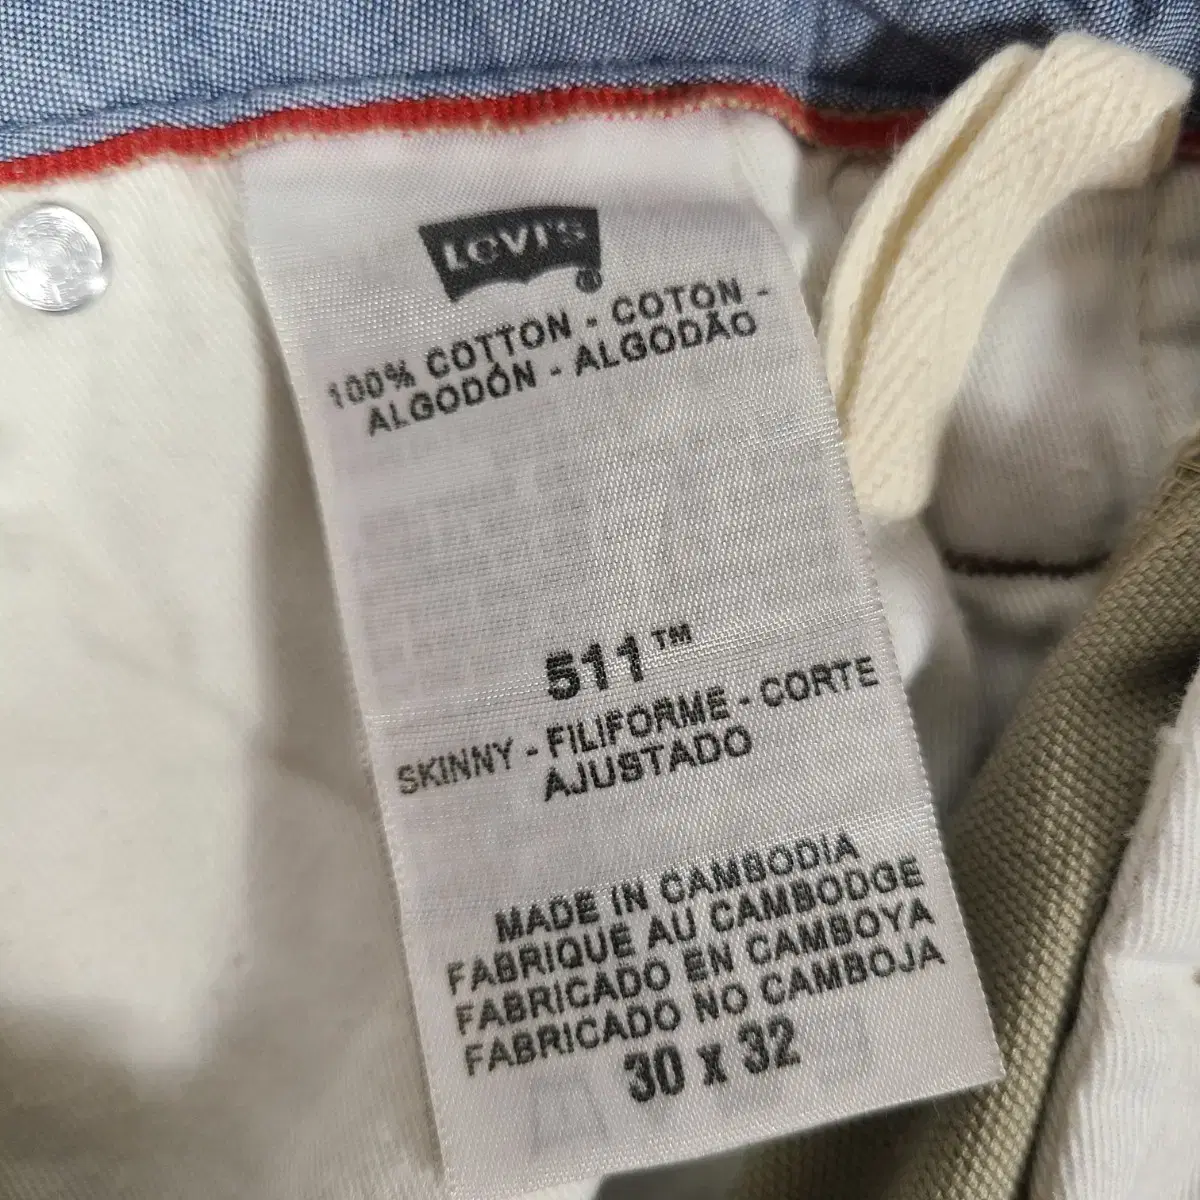 Levi's®
100% COTTON - COTON -
ALGODÓN - ALGODÃO
511™
SKINNY - FILIFORME - CORTE
AJUSTADO
MADE IN CAMBODIA
FABRIQUE AU CAMBODGE
FABRICADO EN CAMBOYA
FABRICADO NO CAMBOJA
30 x 32